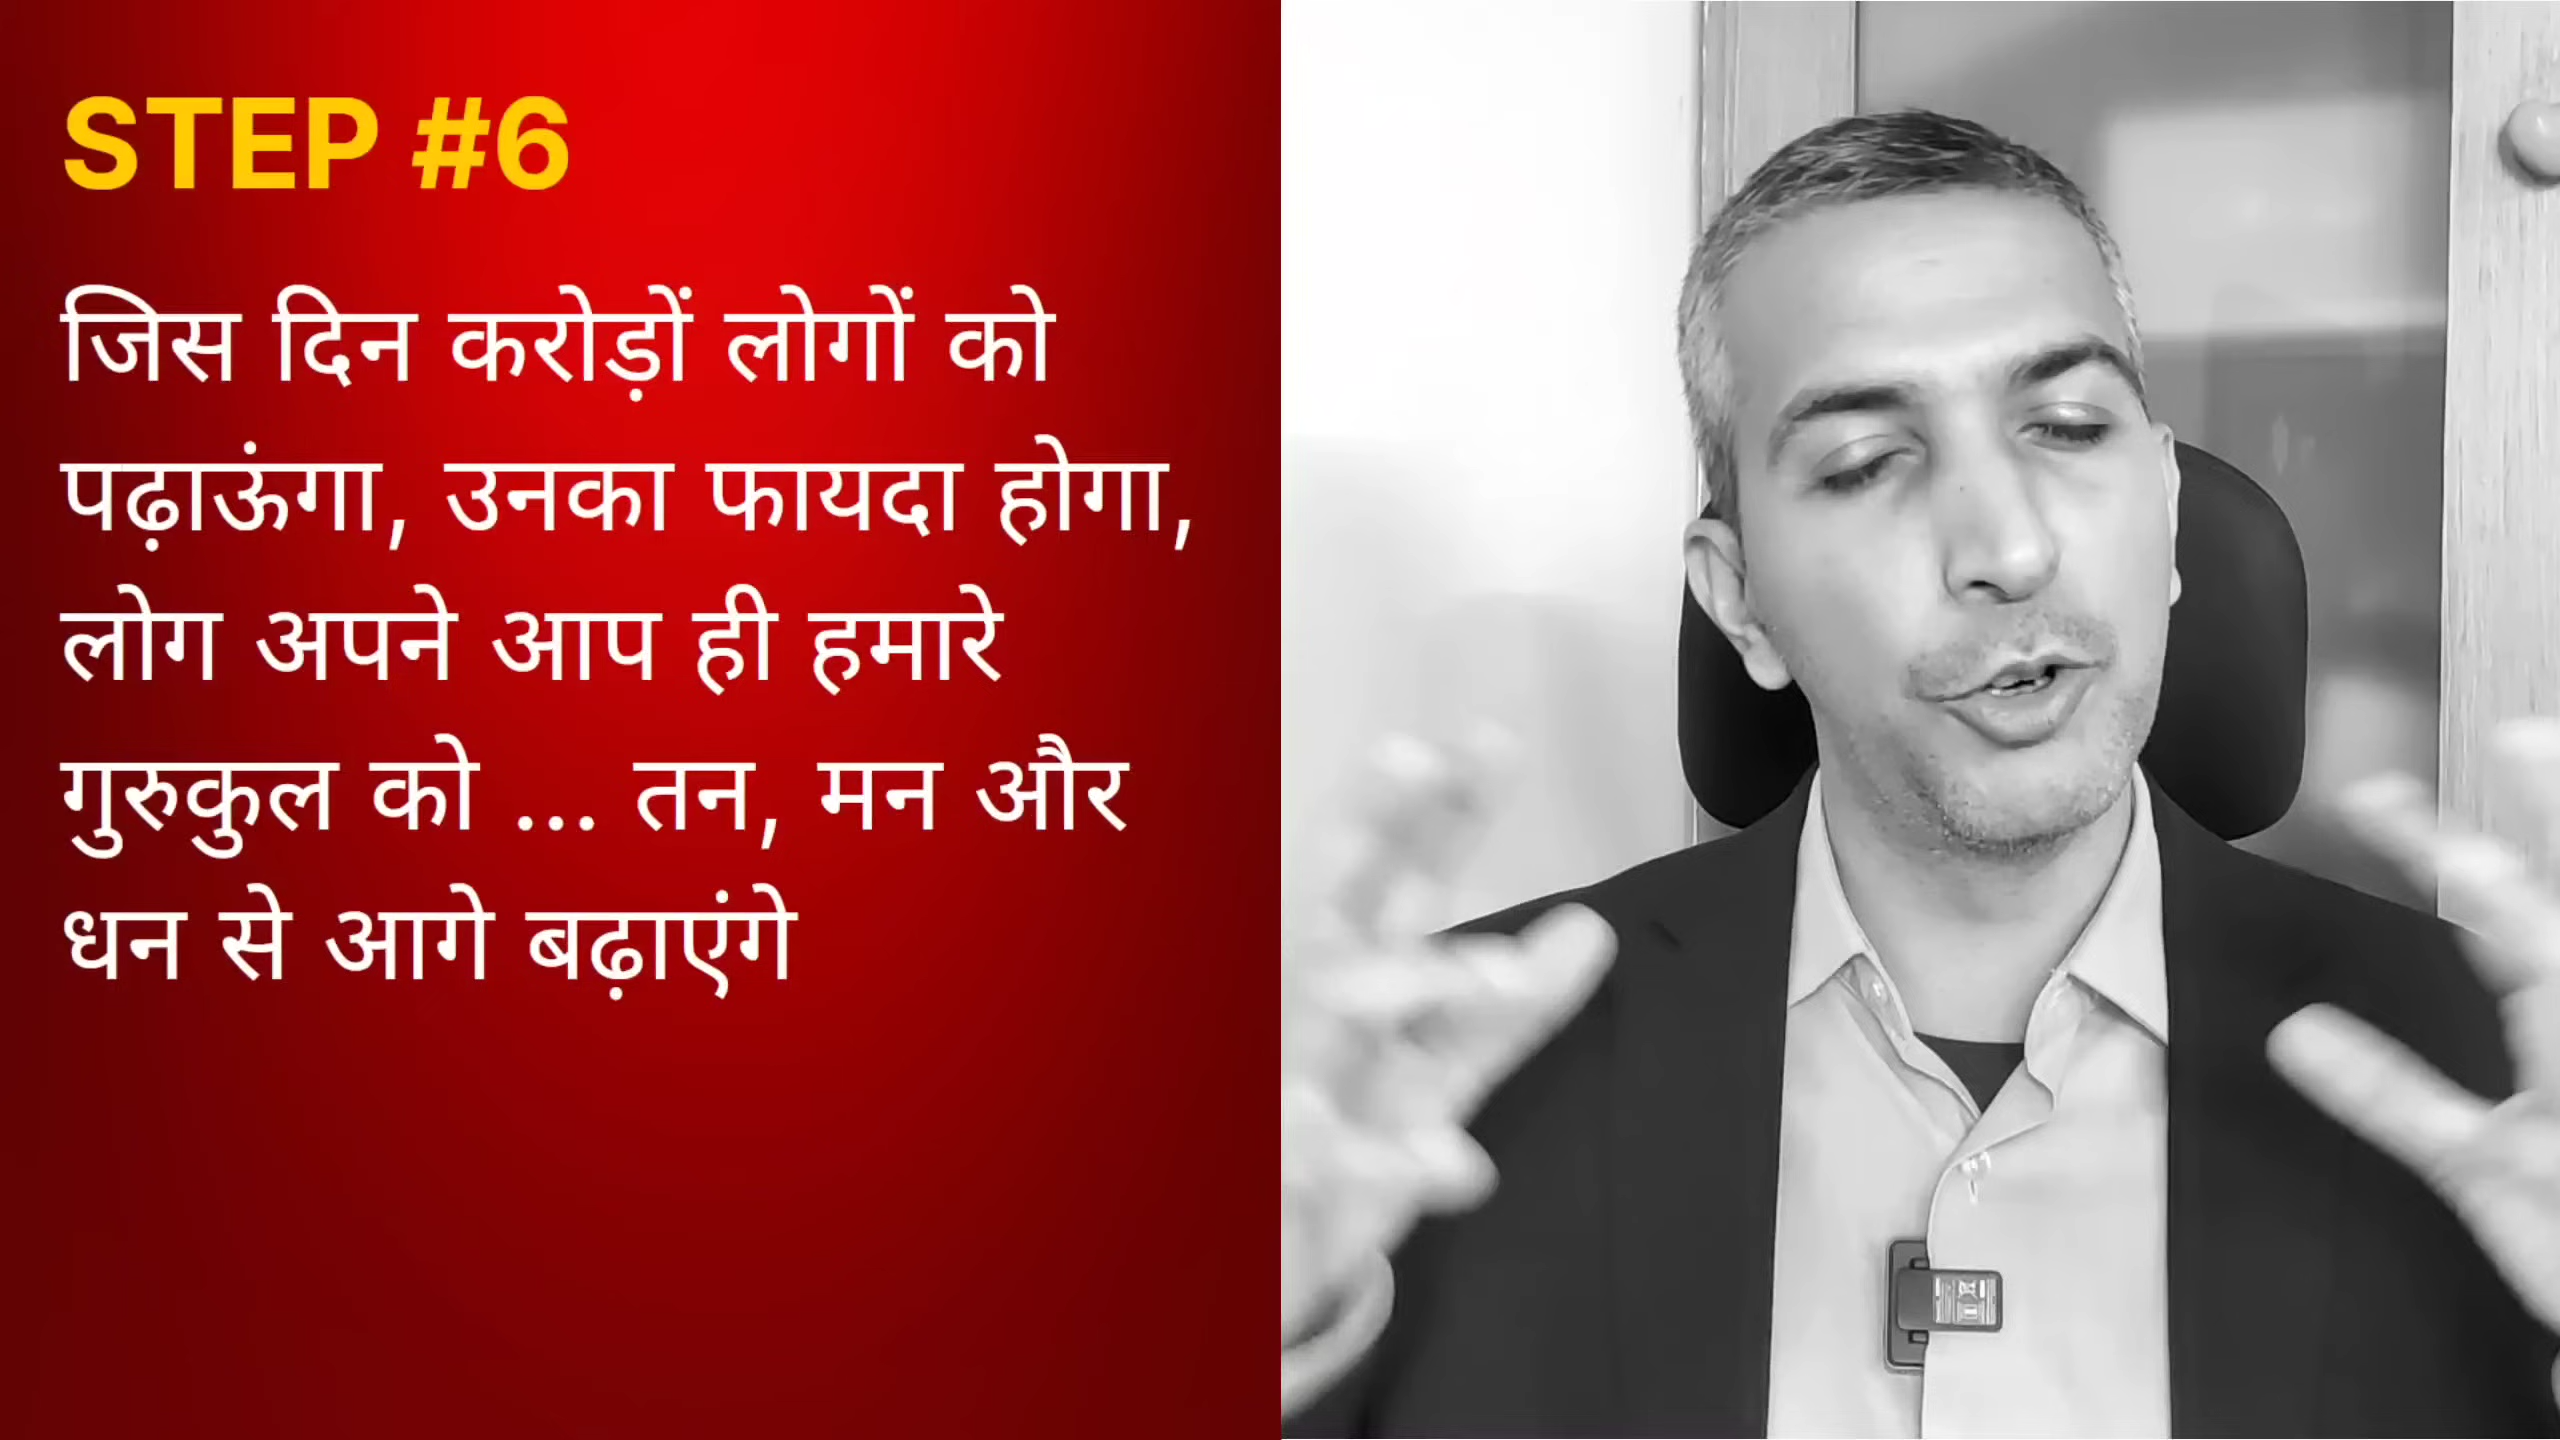 STEP #6
जिस दिन करोड़ों लोगों को
पढ़ाऊंगा, उनका फायदा होगा,
लोग अपने आप ही हमारे
गुरुकुल को ... तन, मन और
धन से आगे बढ़ाएंगे